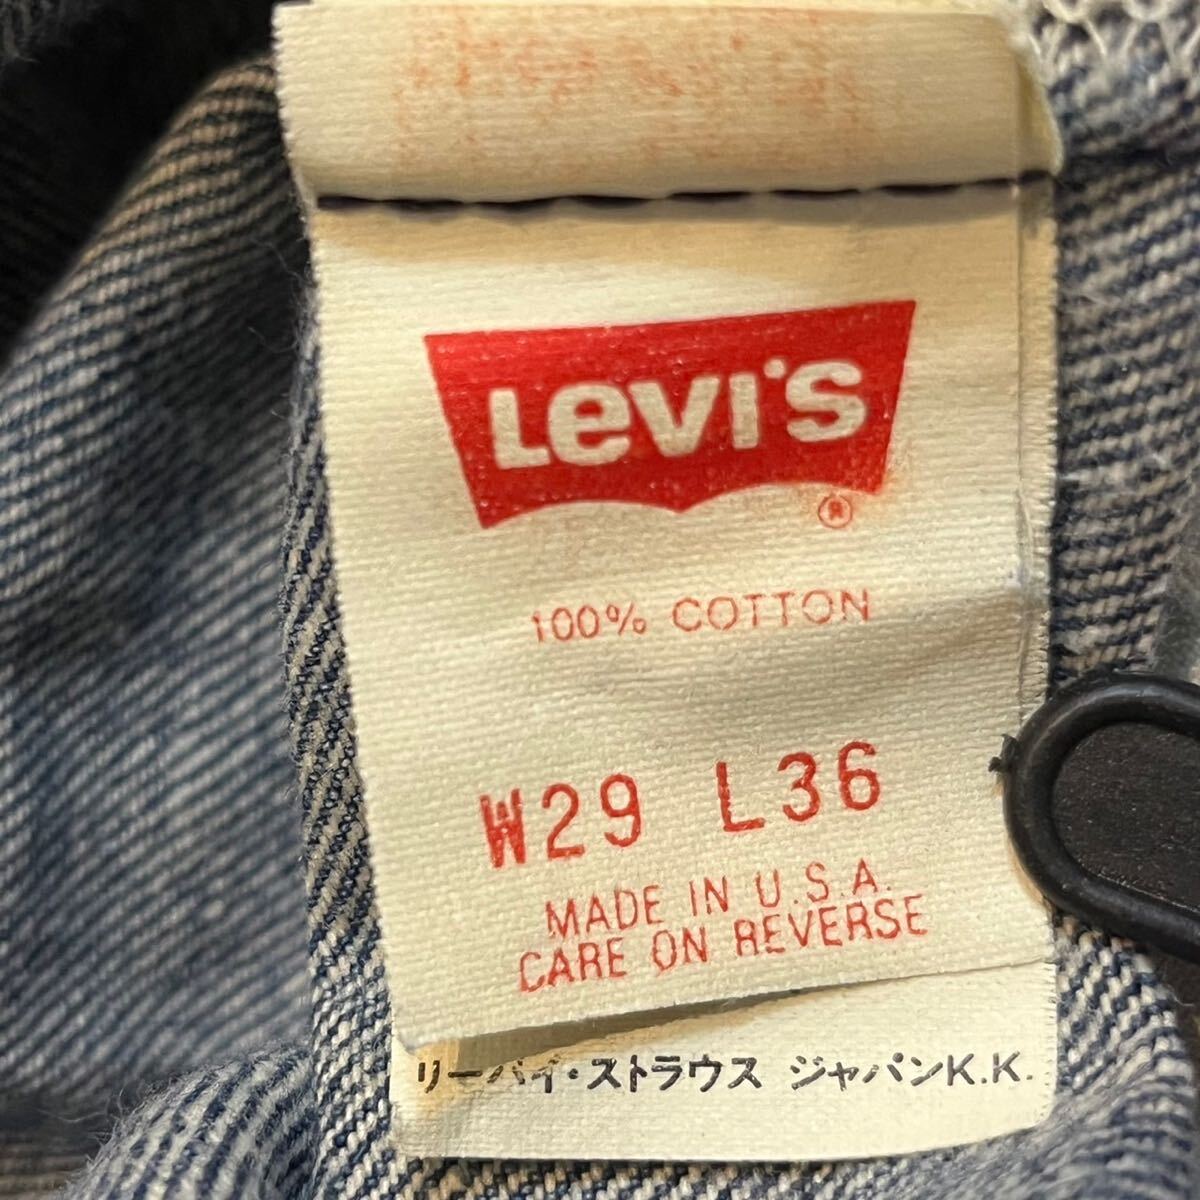 LeVI'S
®
100% COTTON
W29 L36
MADE IN U.S.A.
CARE ON REVERSE
リーバイ・ストラウス ジャパンK.K.